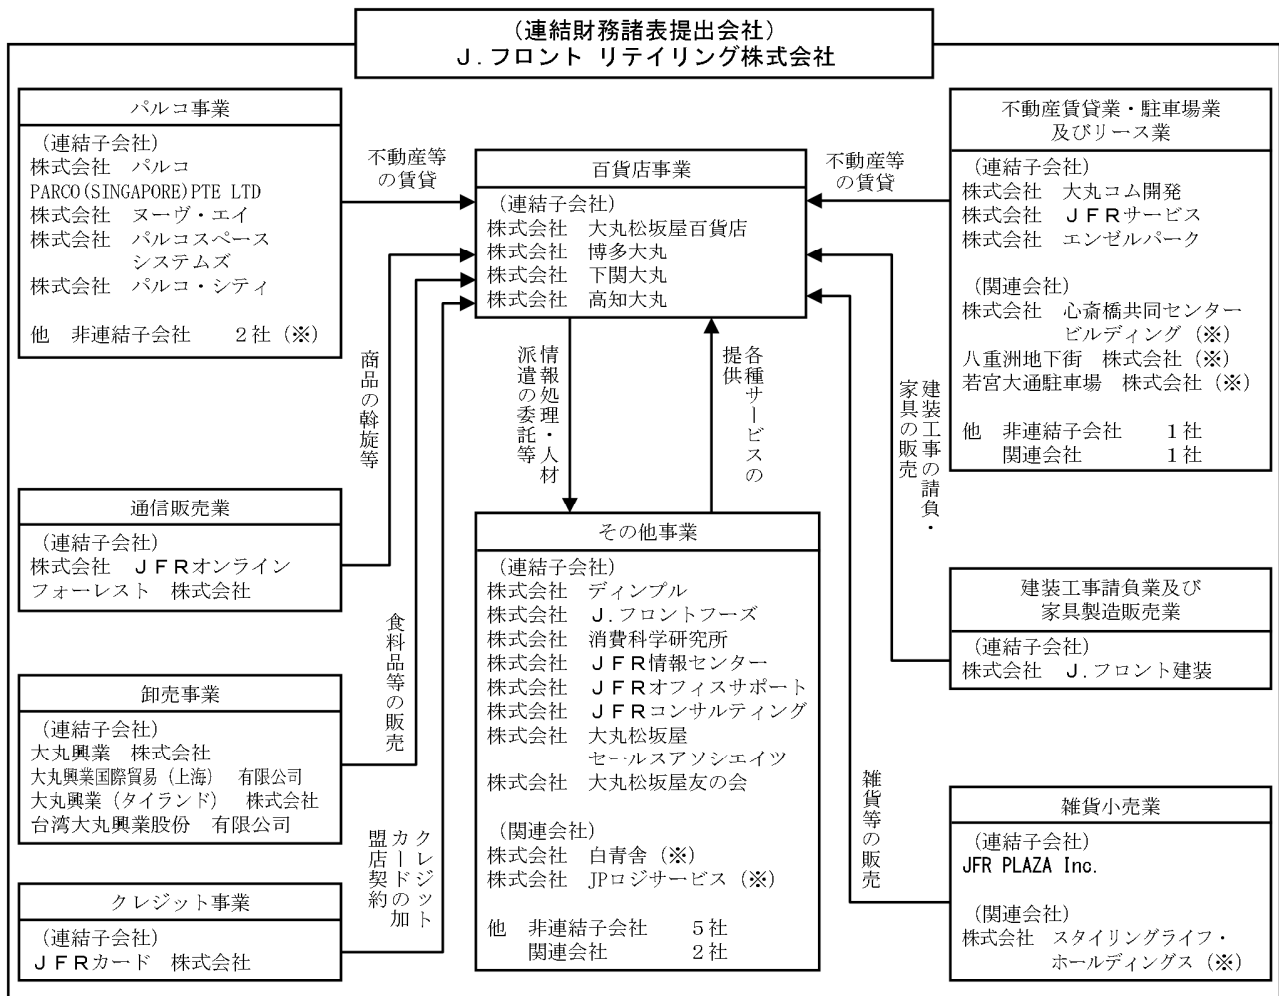 (連結財務諸表提出会社)
J.フロント リテイリング株式会社
パルコ事業
(連結子会社)
株式会社 パルコ
PARCO(SINGAPORE)PTE LTD
株式会社 ヌーヴ・エイ
株式会社 パルコスペース
システムズ
株式会社 パルコ・シティ
他 非連結子会社 2社(※)
不動産等
の賃貸
百貨店事業
(連結子会社)
株式会社 大丸松坂屋百貨店
株式会社 博多大丸
株式会社 下関大丸
株式会社 高知大丸
不動産等
の賃貸
不動産賃貸業・駐車場業
及びリース業
(連結子会社)
株式会社 大丸コム開発
株式会社 JFRサービス
株式会社 エンゼルパーク
(関連会社)
株式会社 心斎橋共同センター
ビルディング(※)
八重洲地下街 株式会社(※)
若宮大通駐車場 株式会社(※)
他 非連結子会社 1社
関連会社 1社
商品の斡旋等
情報処理・人材
派遣の委託等
各種サービスの
提供
建装工事の請負・
家具の販売
通信販売業
(連結子会社)
株式会社 JFRオンライン
フォーレスト 株式会社
食料品等の販売
卸売事業
(連結子会社)
大丸興業 株式会社
大丸興業国際貿易(上海) 有限公司
大丸興業(タイランド) 株式会社
台湾大丸興業股份 有限公司
クレジット
カードの加
盟店契約
クレジット事業
(連結子会社)
JFRカード 株式会社
その他事業
(連結子会社)
株式会社 ディンプル
株式会社 J.フロントフーズ
株式会社 消費科学研究所
株式会社 JFR情報センター
株式会社 JFRオフィスサポート
株式会社 JFRコンサルティング
株式会社 大丸松坂屋
セールスアソシエイツ
株式会社 大丸松坂屋友の会
(関連会社)
株式会社 白青舎(※)
株式会社 JPロジサービス(※)
他 非連結子会社 5社
関連会社 2社
建装工事請負業及び
家具製造販売業
(連結子会社)
株式会社 J.フロント建装
雑貨等の販売
雑貨小売業
(連結子会社)
JFR PLAZA Inc.
(関連会社)
株式会社 スタイリングライフ・
ホールディングス(※)